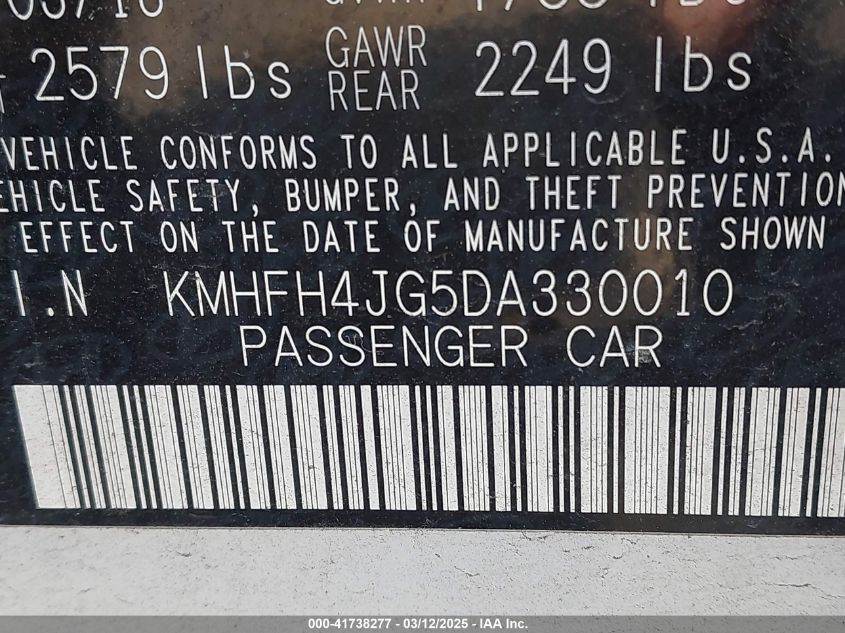 2579 lbs GAWR REAR 2249 lbs
VEHICLE CONFORMS TO ALL APPLICABLE U.S.A.
VEHICLE SAFETY, BUMPER, AND THEFT PREVENTION
EFFECT ON THE DATE OF MANUFACTURE SHOWN
I.N KMHFH4JG5DA330010
PASSENGER CAR
000-41738277 - 03/12/2025 - IAA Inc.